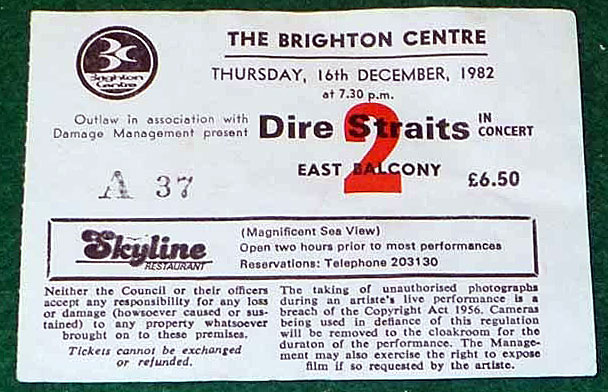 Brighton
Centre
THE BRIGHTON CENTRE
THURSDAY, 16th DECEMBER, 1982
at 7.30 p.m.
Outlaw in association with
Damage Management present
Dire Straits IN CONCERT
2
EAST BALCONY
£6.50
A 37
Skyline
RESTAURANT
(Magnificent Sea View)
Open two hours prior to most performances
Reservations: Telephone 203130
Neither the Council or their officers
accept any responsibility for any loss
or damage (howsoever caused or sus-
tained) to any property whatsoever
brought on to these premises.
Tickets cannot be exchanged
or refunded.
The taking of unauthorised photographs
during an artiste's live performance is a
breach of the Copyright Act 1956. Cameras
being used in defiance of this regulation
will be removed to the cloakroom for the
duraton of the performance. The Manage-
ment may also exercise the right to expose
film if so requested by the artiste.